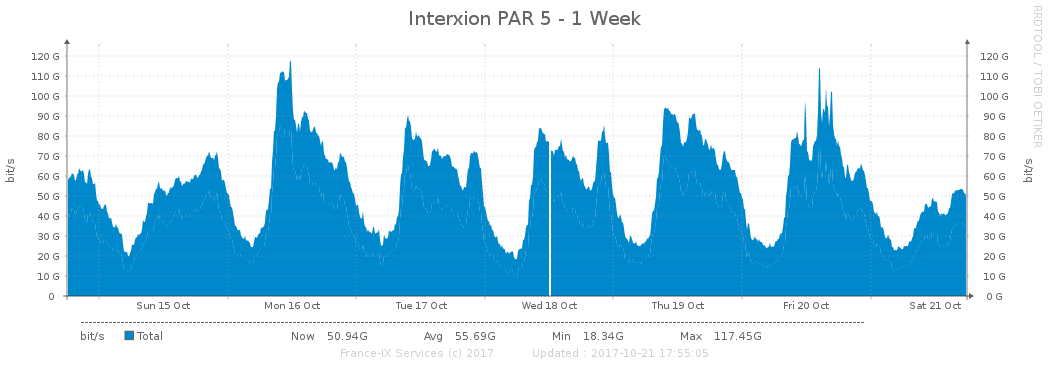 Interxion PAR 5 - 1 Week
RRDTOOL / TOBI OETIKER
bit/s
120 G 120 G
110 G 110 G
100 G 100 G
90 G 90 G
80 G 80 G
70 G 70 G
60 G 60 G
50 G 50 G
40 G 40 G
30 G 30 G
20 G 20 G
10 G 10 G
0 0 G
bit/s
Sun 15 Oct Mon 16 Oct Tue 17 Oct Wed 18 Oct Thu 19 Oct Fri 20 Oct Sat 21 Oct
bit/s Total Now 50.94G Avg 55.69G Min 18.34G Max 117.45G
France-IX Services (c) 2017 Updated : 2017-10-21 17:55:05